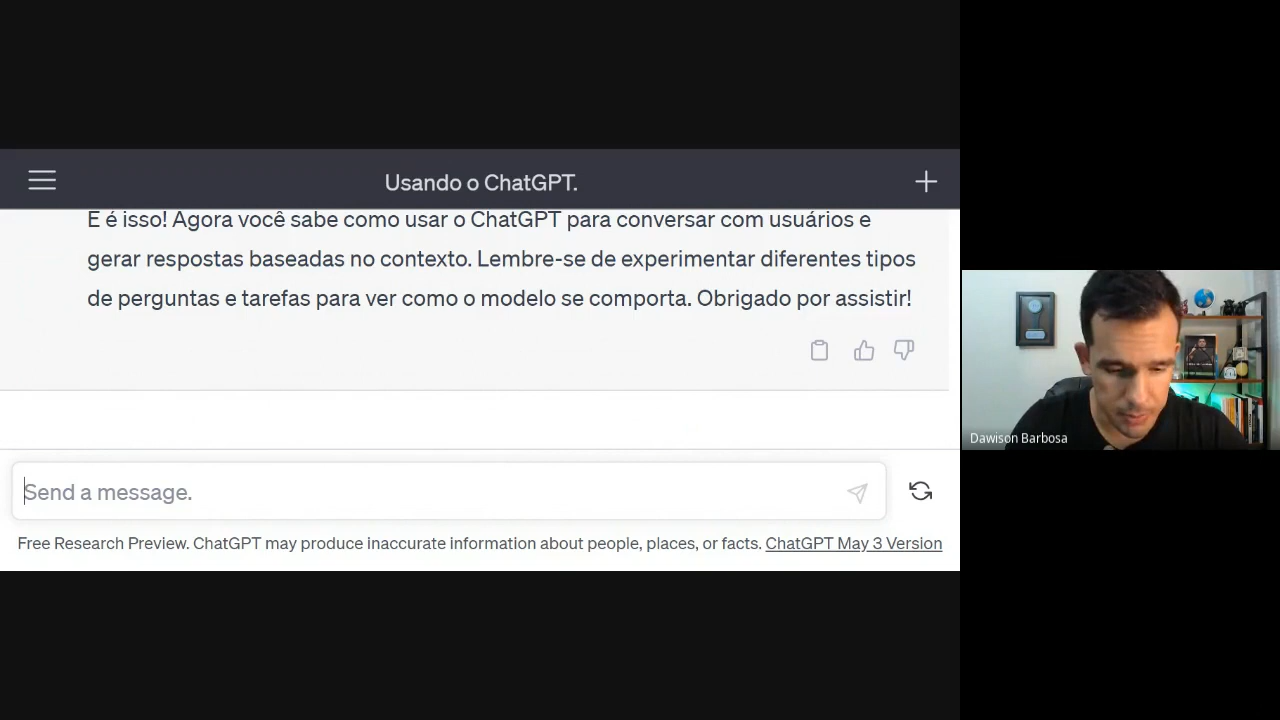 Usando o ChatGPT.
E é isso! Agora você sabe como usar o ChatGPT para conversar com usuários e
gerar respostas baseadas no contexto. Lembre-se de experimentar diferentes tipos
de perguntas e tarefas para ver como o modelo se comporta. Obrigado por assistir!
Send a message.
Free Research Preview. ChatGPT may produce inaccurate information about people, places, or facts. ChatGPT May 3 Version
Dawison Barbosa